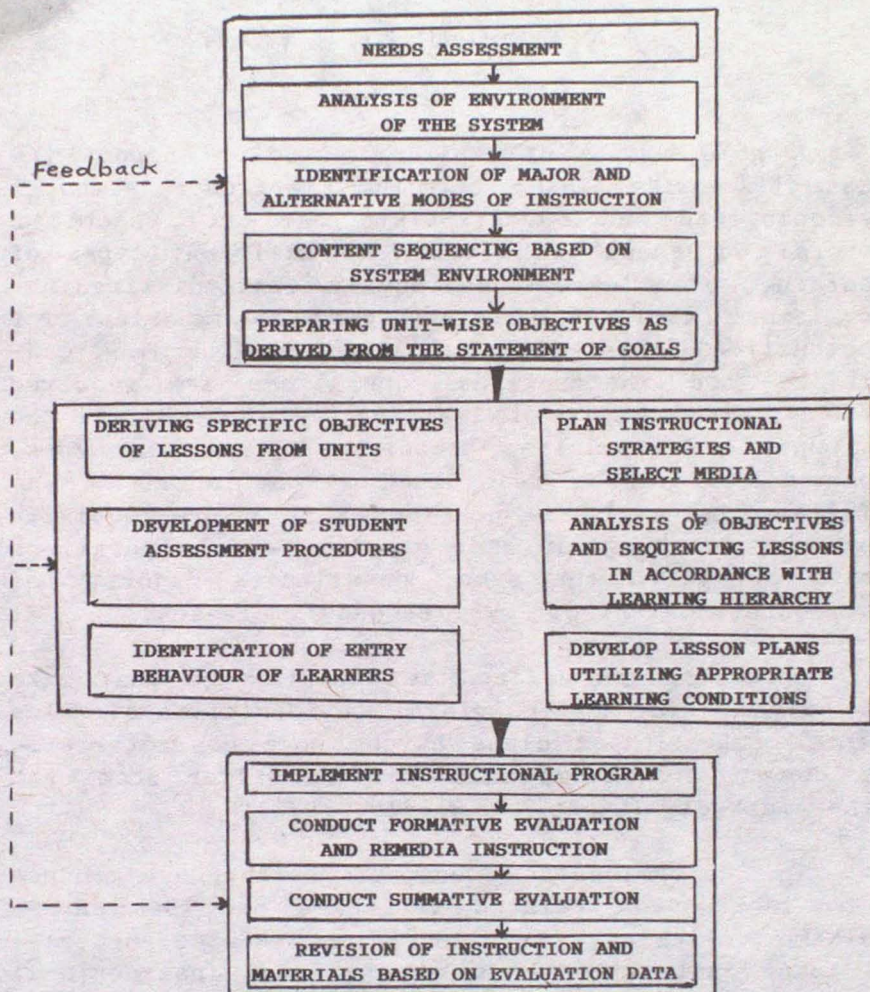 NEEDS ASSESSMENT
ANALYSIS OF ENVIRONMENT
OF THE SYSTEM
Feedback
IDENTIFICATION OF MAJOR AND
ALTERNATIVE MODES OF INSTRUCTION
CONTENT SEQUENCING BASED ON
SYSTEM ENVIRONMENT
PREPARING UNIT-WISE OBJECTIVES AS
DERIVED FROM THE STATEMENT OF GOALS
DERIVING SPECIFIC OBJECTIVES
OF LESSONS FROM UNITS
PLAN INSTRUCTIONAL
STRATEGIES AND
SELECT MEDIA
DEVELOPMENT OF STUDENT
ASSESSMENT PROCEDURES
ANALYSIS OF OBJECTIVES
AND SEQUENCING LESSONS
IN ACCORDANCE WITH
LEARNING HIERARCHY
IDENTIFCATION OF ENTRY
BEHAVIOUR OF LEARNERS
DEVELOP LESSON PLANS
UTILIZING APPROPRIATE
LEARNING CONDITIONS
IMPLEMENT INSTRUCTIONAL PROGRAM
CONDUCT FORMATIVE EVALUATION
AND REMEDIA INSTRUCTION
CONDUCT SUMMATIVE EVALUATION
REVISION OF INSTRUCTION AND
MATERIALS BASED ON EVALUATION DATA